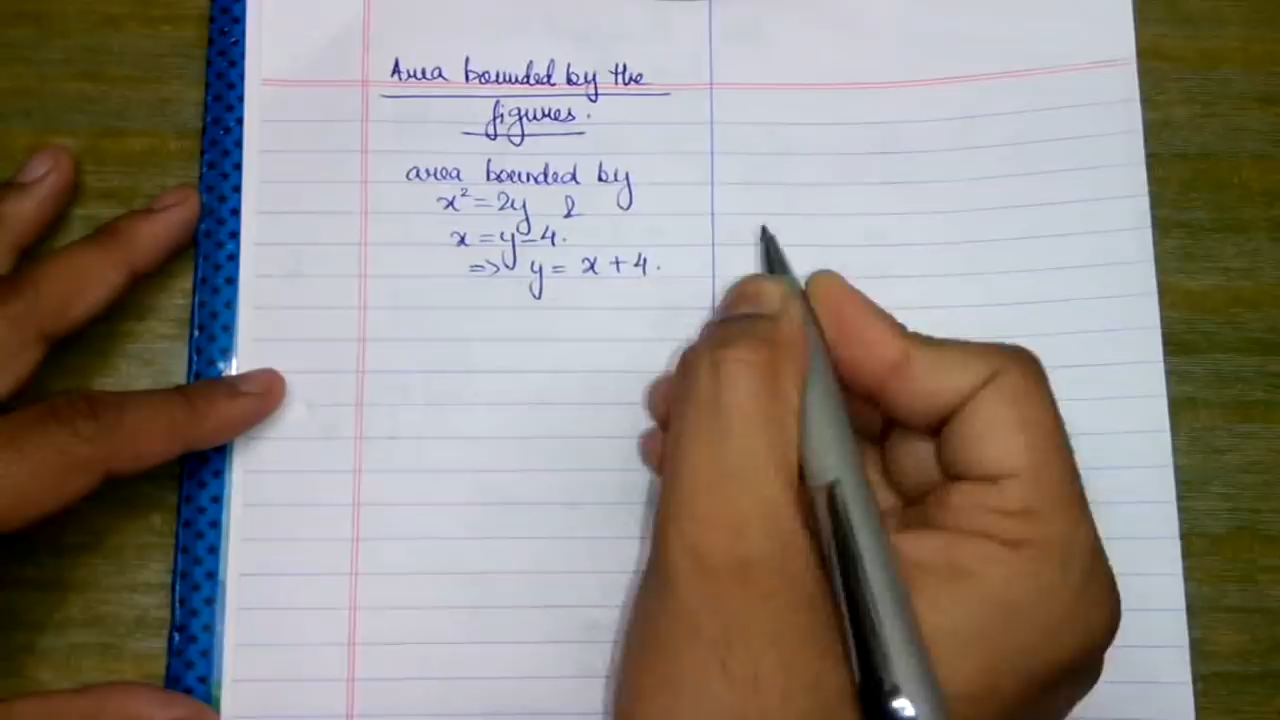 Area bounded by the
figures.
area bounded by
x² = 2y &
x = y - 4.
=> y = x + 4.